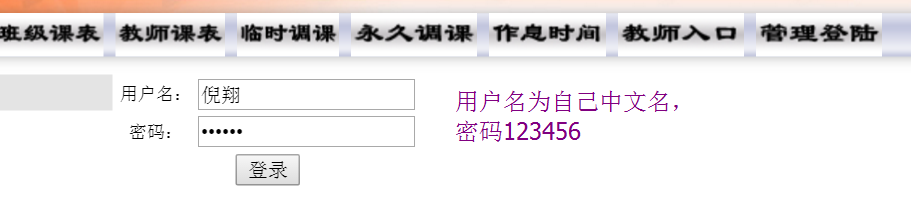 班级课表 教师课表 临时调课 永久调课 作息时间 教师入口 管理登陆
用户名： 倪翔
密码： ••••••
登录
用户名为自己中文名，
密码123456